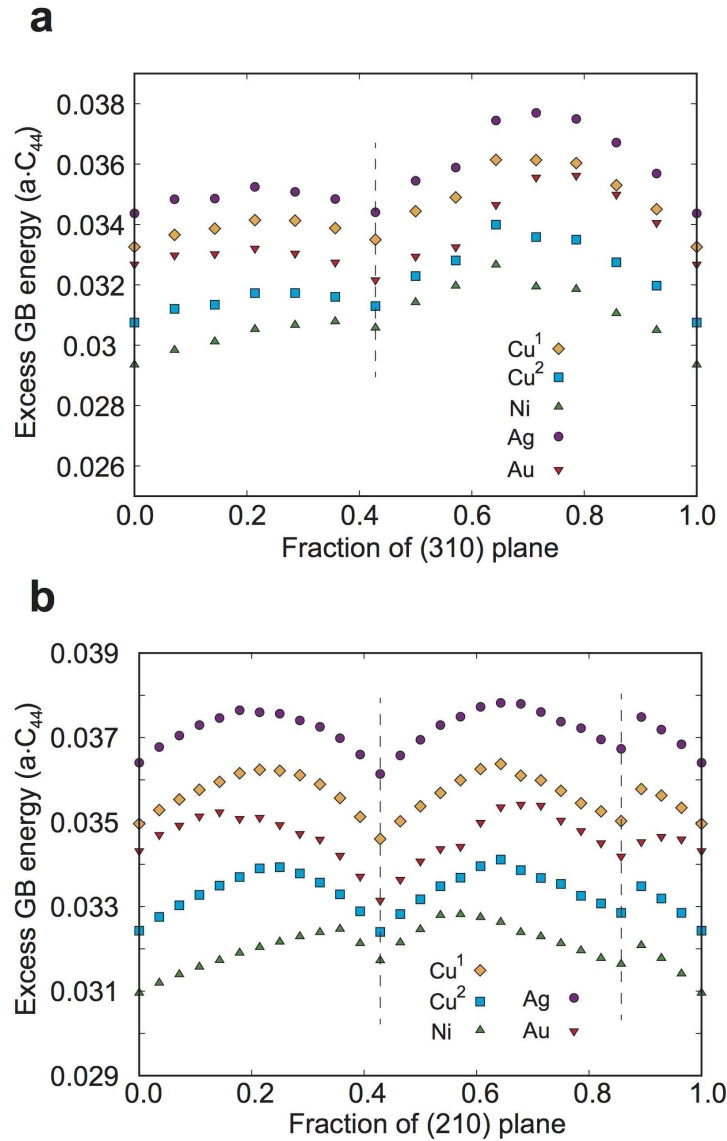 a
Excess GB energy (a·C44)
0.038
0.036
0.034
0.032
0.03
0.028
0.026
0.0 0.2 0.4 0.6 0.8 1.0
Fraction of (310) plane
Cu1
Cu2
Ni
Ag
Au
b
Excess GB energy (a·C44)
0.039
0.037
0.035
0.033
0.031
0.029
0.0 0.2 0.4 0.6 0.8 1.0
Fraction of (210) plane
Cu1
Cu2 Ag
Ni Au